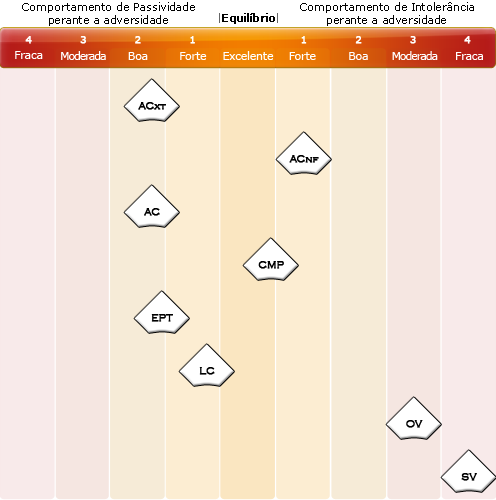 Comportamento de Passividade
perante a adversidade
|Equilíbrio|
Comportamento de Intolerância
perante a adversidade
4 3 2 1 1 2 3 4
Fraca Moderada Boa Forte Excelente Forte Boa Moderada Fraca
ACXT
ACNF
AC
CMP
EPT
LC
OV
SV